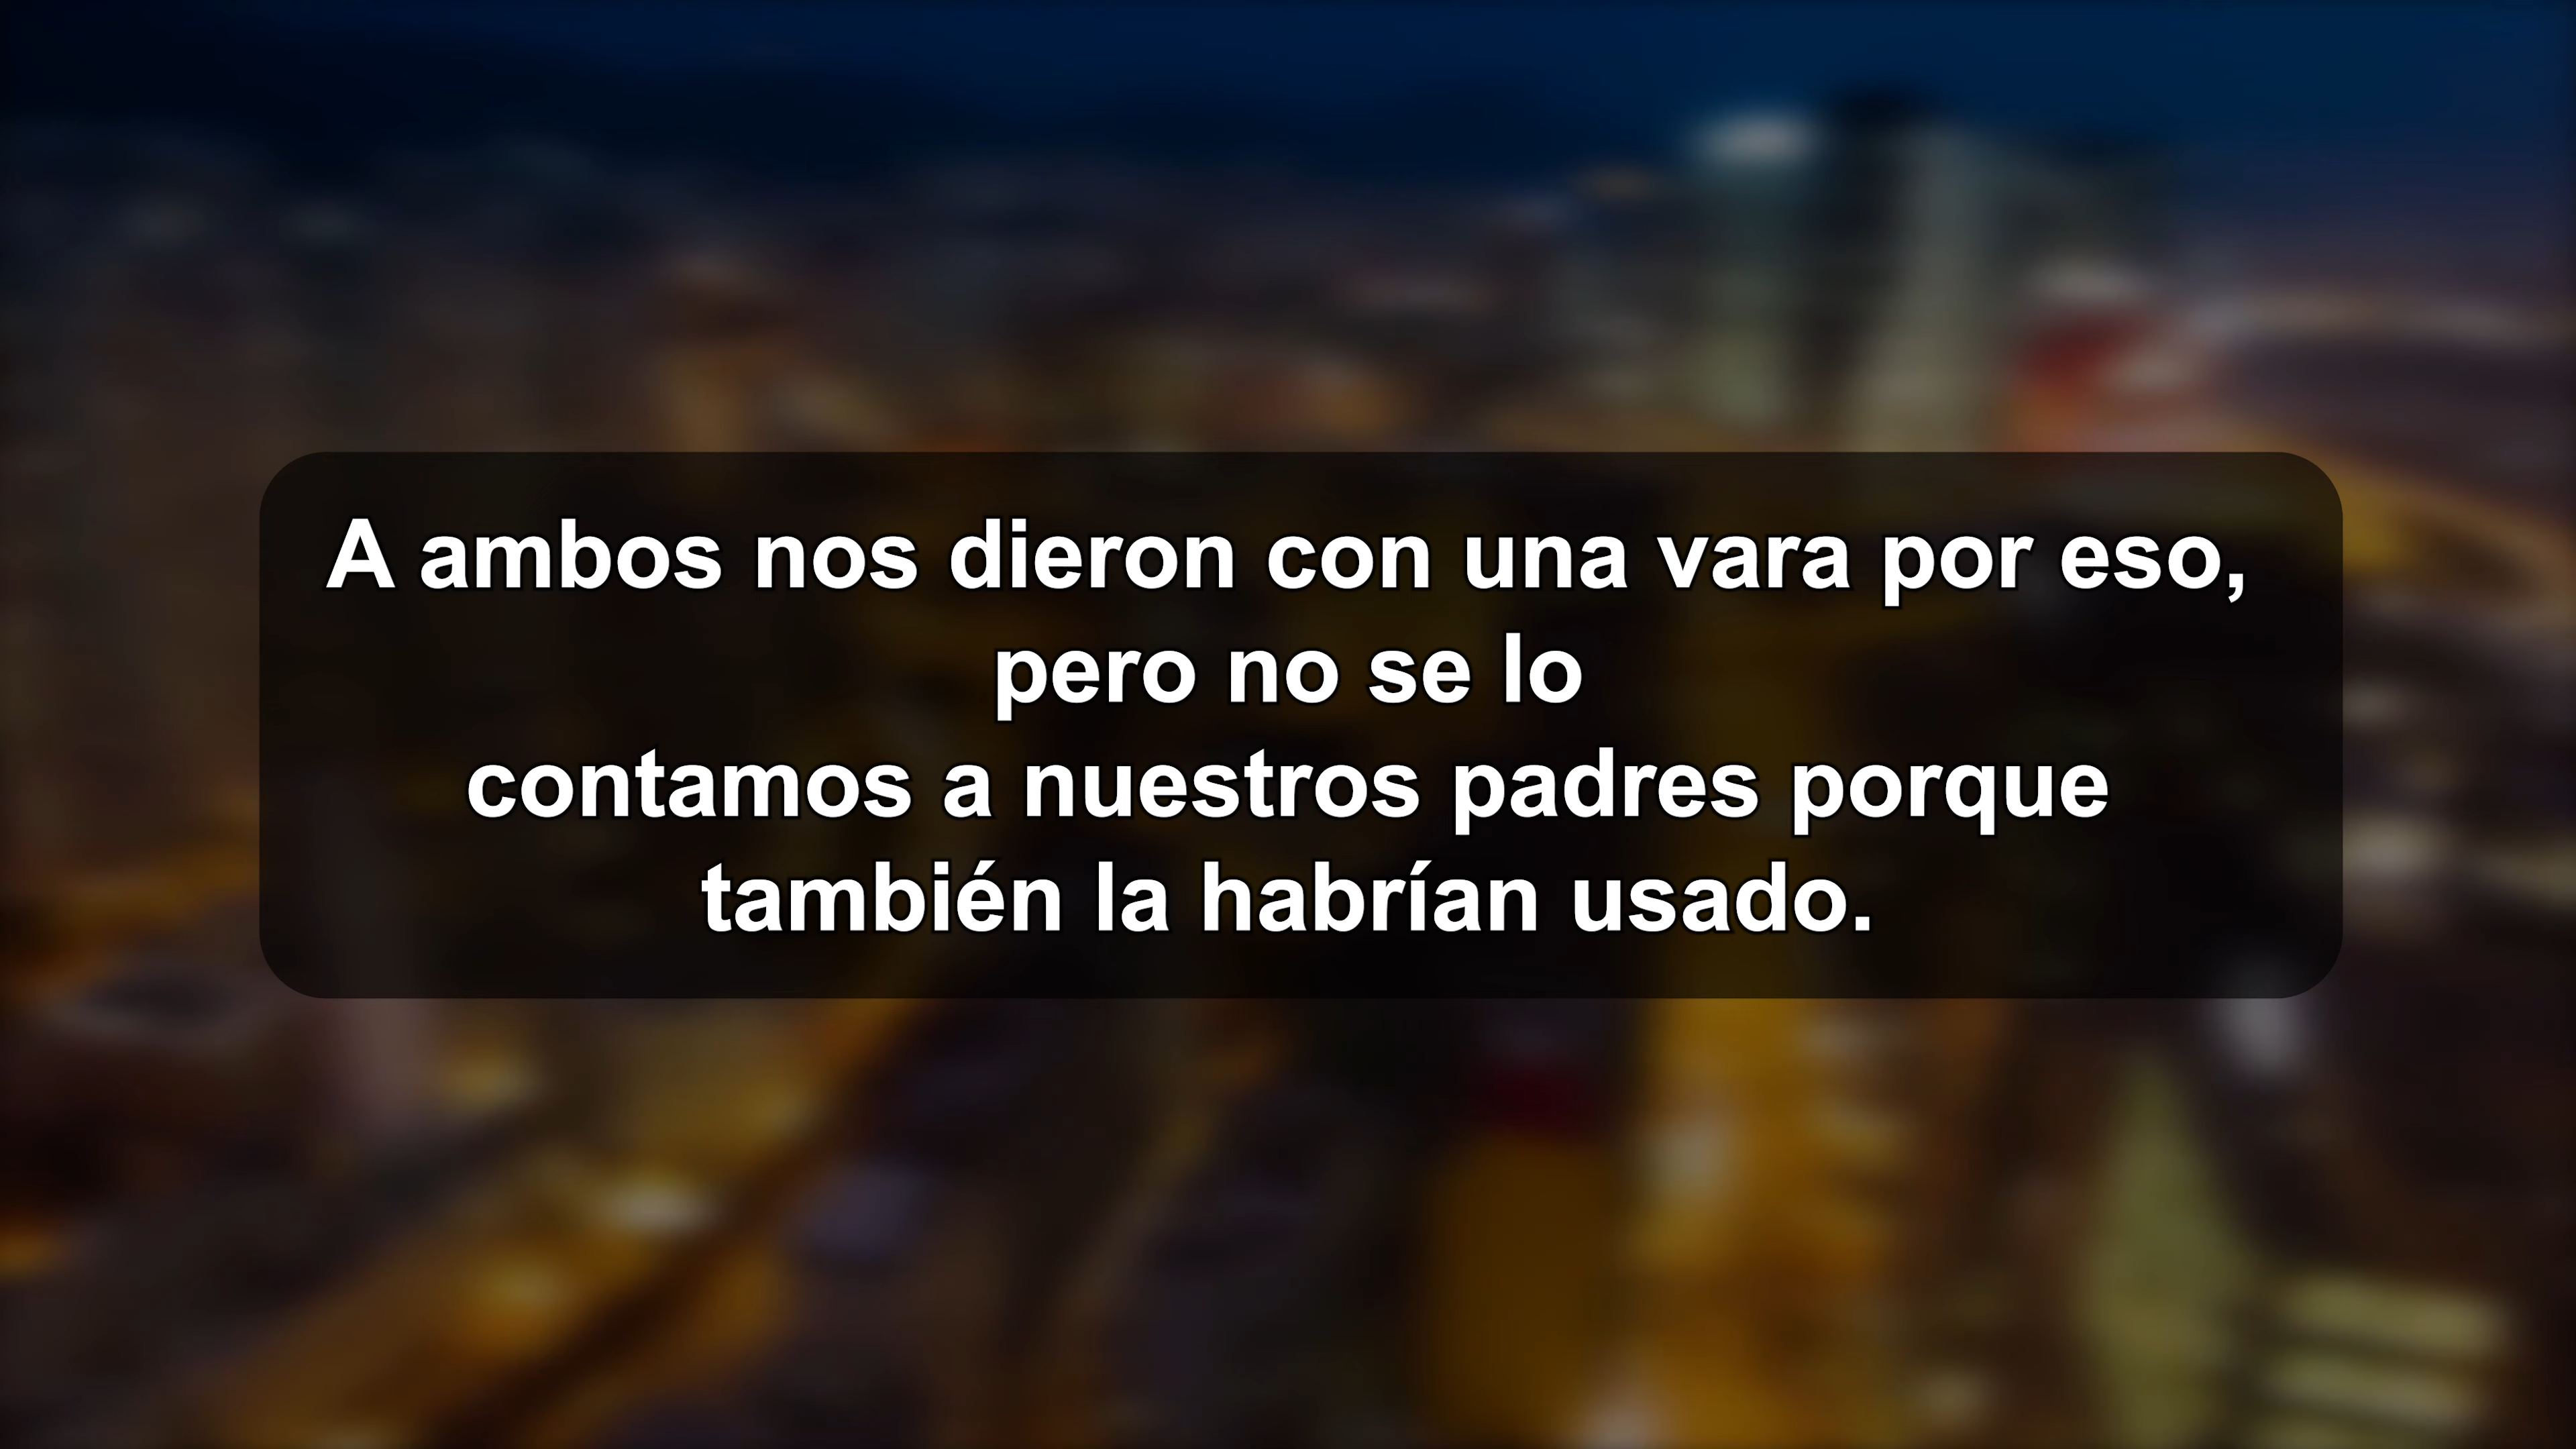 A ambos nos dieron con una vara por eso,
pero no se lo
contamos a nuestros padres porque
también la habrían usado.